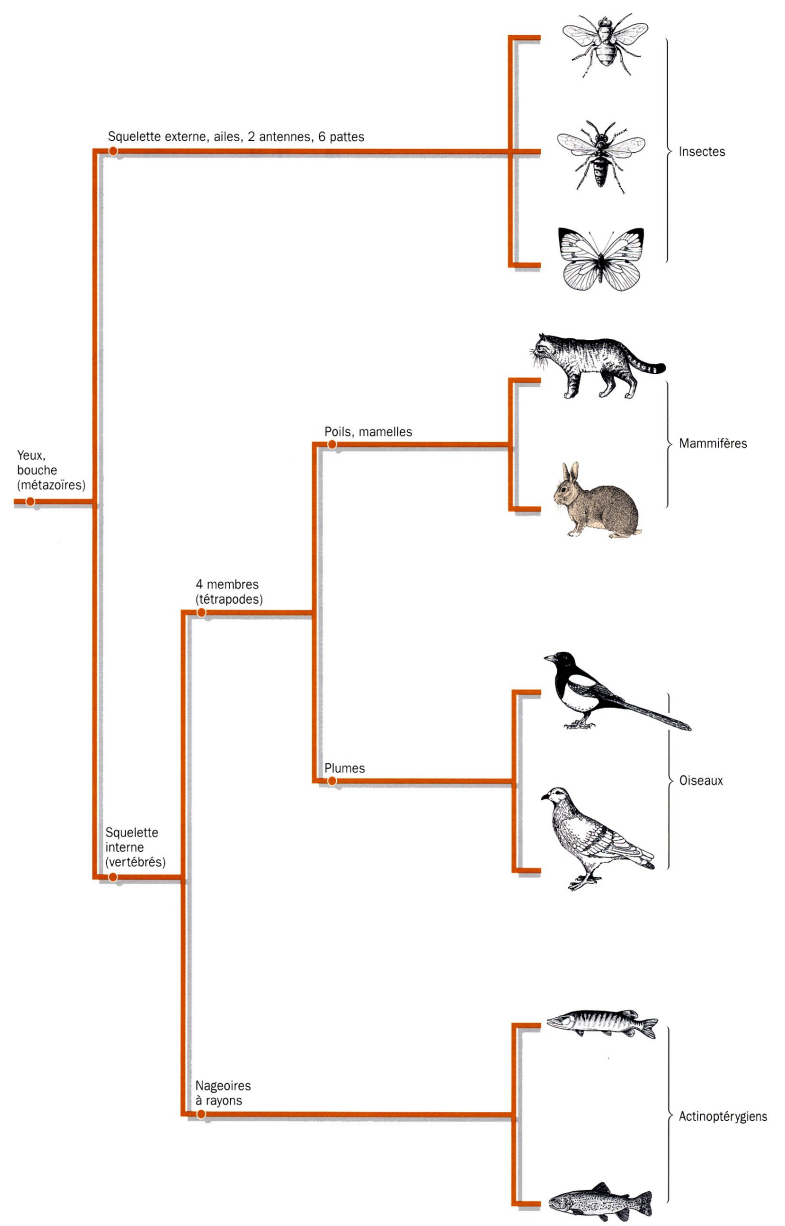 Squelette externe, ailes, 2 antennes, 6 pattes
Insectes
Poils, mamelles
Mammifères
Yeux,
bouche
(métazoïres)
4 membres
(tétrapodes)
Plumes
Oiseaux
Squelette
interne
(vertébrés)
Nageoires
à rayons
Actinoptérygiens